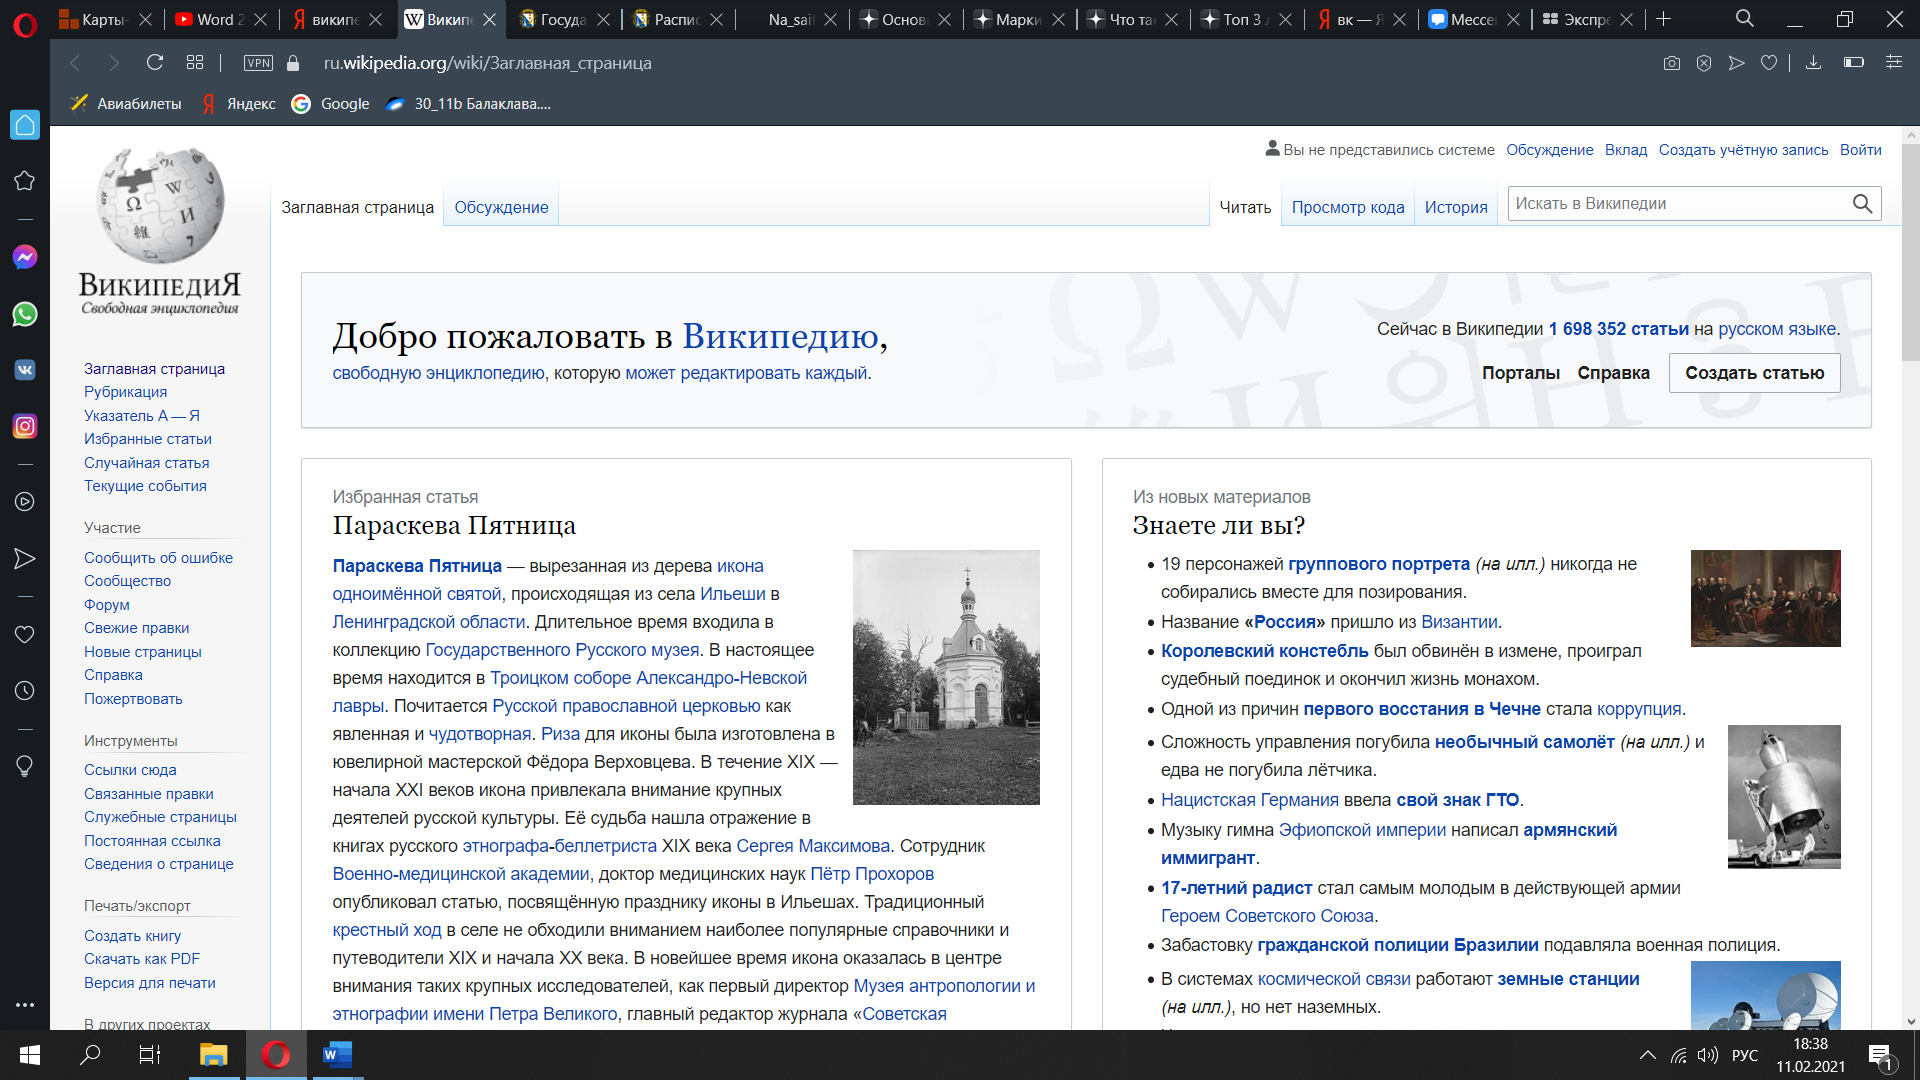 Карты-
Word 2
википе
Викип
Госуда
Распис
Na_sait
Основ
Марки
Что та
Топ 3 л
вк — Я
Мессе
Экспре
VPN
ru.wikipedia.org/wiki/Заглавная_страница
Авиабилеты
Яндекс
Google
30_11b Балаклава....
Вы не представились системе
Обсуждение
Вклад
Создать учётную запись
Войти
Заглавная страница
Обсуждение
Читать
Просмотр кода
История
Искать в Википедии
ВикипедиЯ
Свободная энциклопедия
Заглавная страница
Рубрикация
Указатель А — Я
Избранные статьи
Случайная статья
Текущие события
Участие
Сообщить об ошибке
Сообщество
Форум
Свежие правки
Новые страницы
Справка
Пожертвовать
Инструменты
Ссылки сюда
Связанные правки
Служебные страницы
Постоянная ссылка
Сведения о странице
Печать/экспорт
Создать книгу
Скачать как PDF
Версия для печати
В других проектах
Добро пожаловать в Википедию,
свободную энциклопедию, которую может редактировать каждый.
Сейчас в Википедии 1 698 352 статьи на русском языке.
Порталы
Справка
Создать статью
Избранная статья
Параскева Пятница
Параскева Пятница — вырезанная из дерева икона
одноимённой святой, происходящая из села Ильеши в
Ленинградской области. Длительное время входила в
коллекцию Государственного Русского музея. В настоящее
время находится в Троицком соборе Александро-Невской
лавры. Почитается Русской православной церковью как
явленная и чудотворная. Риза для иконы была изготовлена в
ювелирной мастерской Фёдора Верховцева. В течение XIX —
начала XXI веков икона привлекала внимание крупных
деятелей русской культуры. Её судьба нашла отражение в
книгах русского этнографа-беллетриста XIX века Сергея Максимова. Сотрудник
Военно-медицинской академии, доктор медицинских наук Пётр Прохоров
опубликовал статью, посвящённую празднику иконы в Ильешах. Традиционный
крестный ход в селе не обходили вниманием наиболее популярные справочники и
путеводители XIX и начала XX века. В новейшее время икона оказалась в центре
внимания таких крупных исследователей, как первый директор Музея антропологии и
этнографии имени Петра Великого, главный редактор журнала «Советская
Из новых материалов
Знаете ли вы?
19 персонажей группового портрета (на илл.) никогда не
собирались вместе для позирования.
Название «Россия» пришло из Византии.
Королевский констебль был обвинён в измене, проиграл
судебный поединок и окончил жизнь монахом.
Одной из причин первого восстания в Чечне стала коррупция.
Сложность управления погубила необычный самолёт (на илл.) и
едва не погубила лётчика.
Нацистская Германия ввела свой знак ГТО.
Музыку гимна Эфиопской империи написал армянский
иммигрант.
17-летний радист стал самым молодым в действующей армии
Героем Советского Союза.
Забастовку гражданской полиции Бразилии подавляла военная полиция.
В системах космической связи работают земные станции
(на илл.), но нет наземных.
РУС
18:38
11.02.2021
1